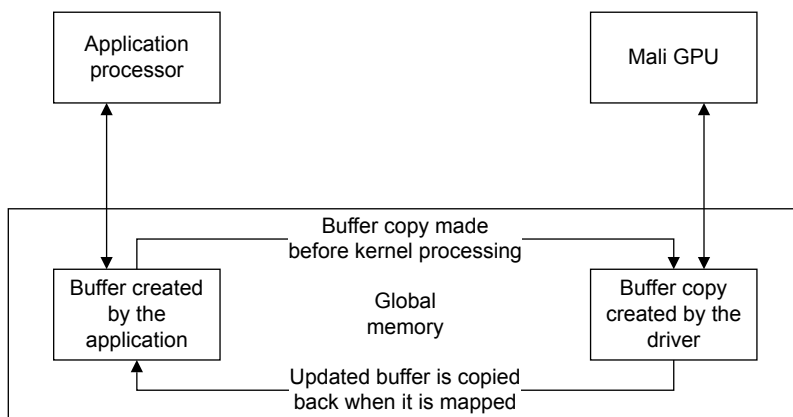 Application
processor
Mali GPU
Buffer copy made
before kernel processing
Buffer created
by the
application
Global
memory
Buffer copy
created by the
driver
Updated buffer is copied
back when it is mapped